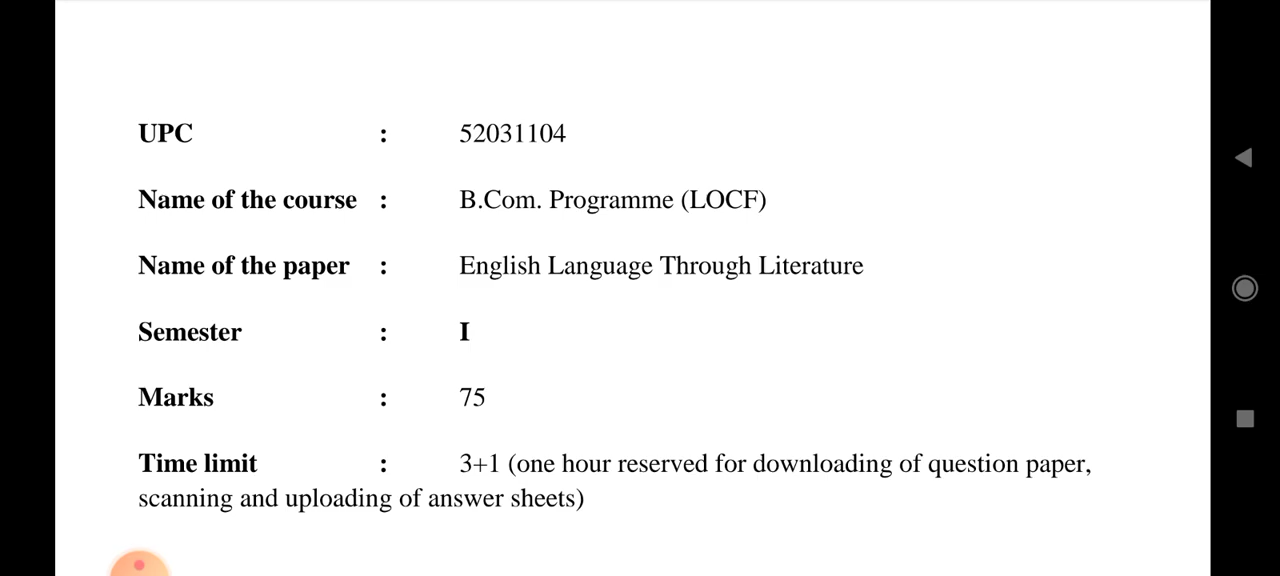 UPC : 52031104
Name of the course : B.Com. Programme (LOCF)
Name of the paper : English Language Through Literature
Semester : I
Marks : 75
Time limit : 3+1 (one hour reserved for downloading of question paper,
scanning and uploading of answer sheets)